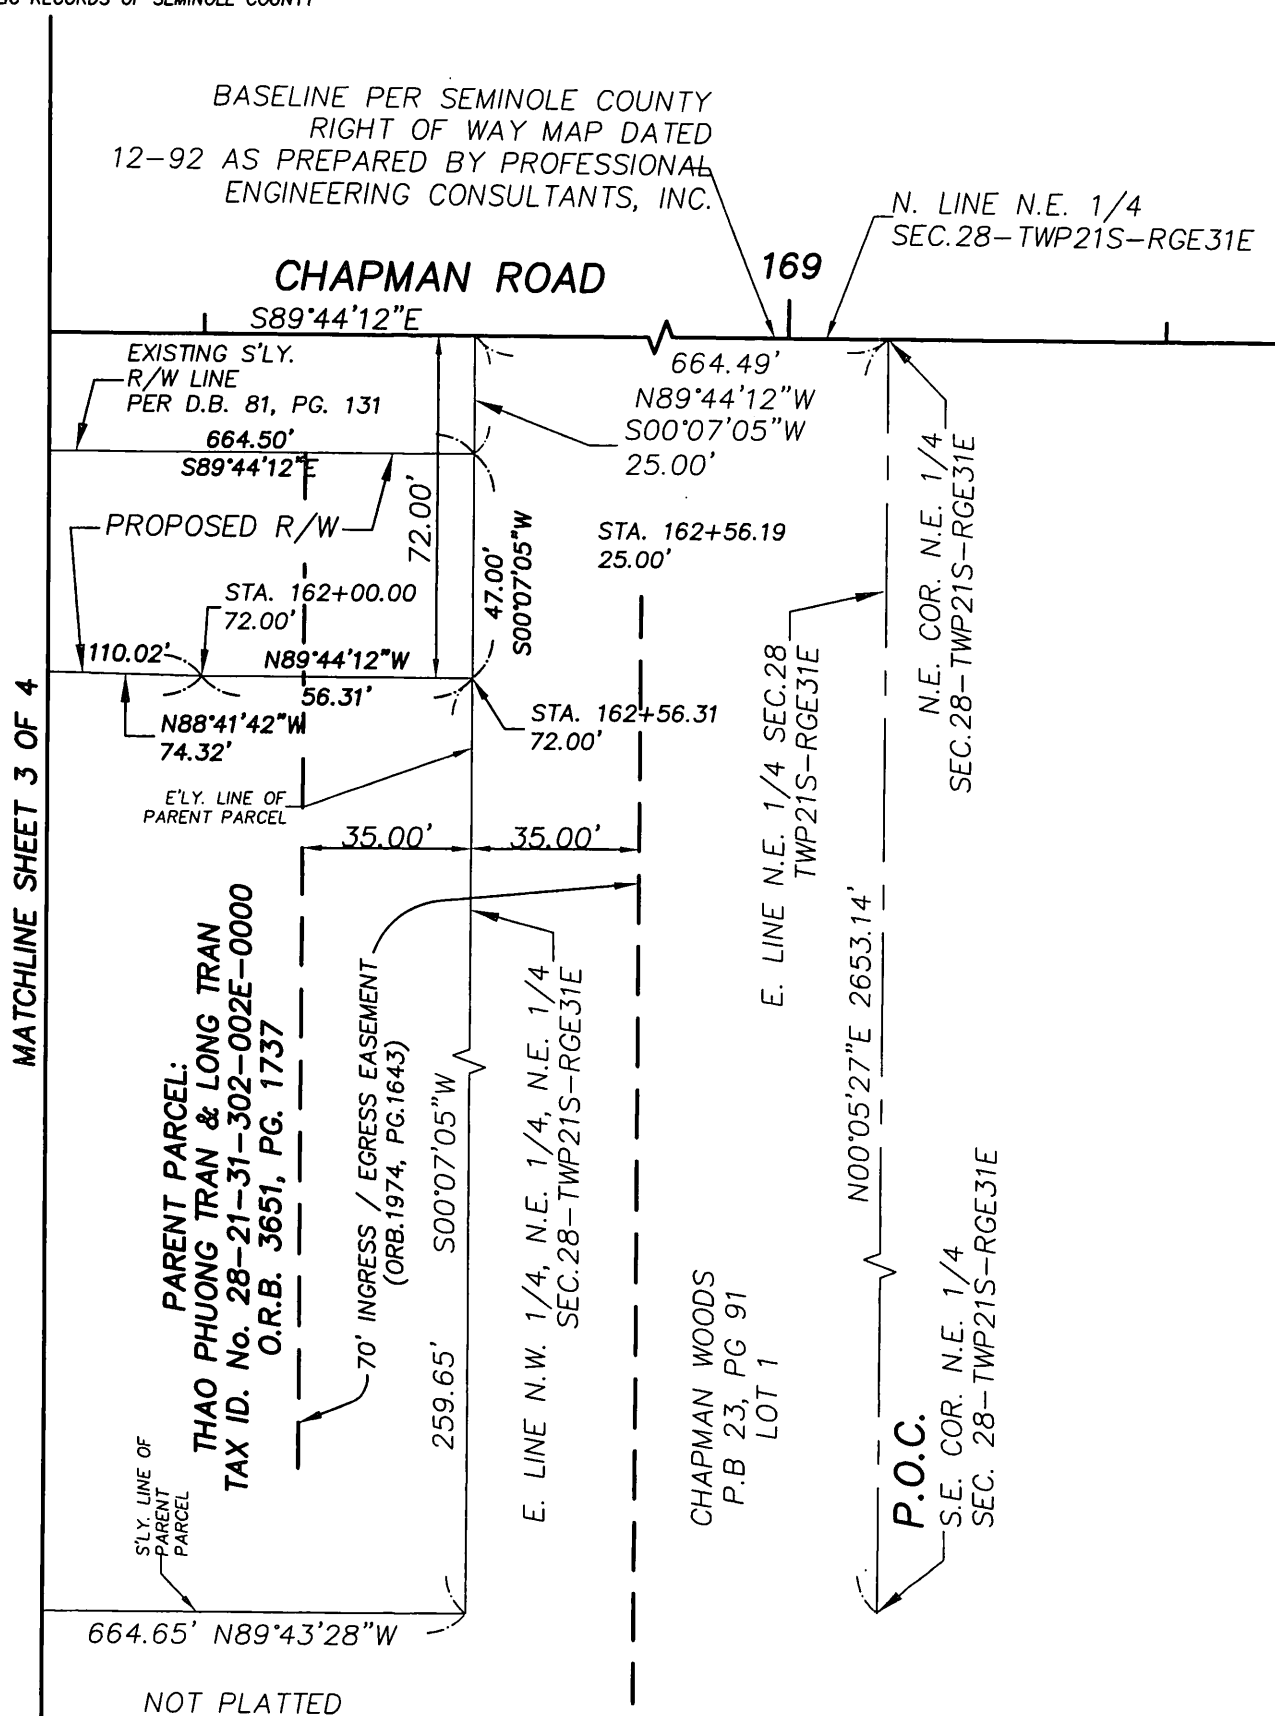 RECORDS OF SEMINOLE COUNTY
BASELINE PER SEMINOLE COUNTY
RIGHT OF WAY MAP DATED
12-92 AS PREPARED BY PROFESSIONAL
ENGINEERING CONSULTANTS, INC.
N. LINE N.E. 1/4
SEC.28-TWP21S-RGE31E
CHAPMAN ROAD
169
S89°44'12"E
EXISTING S'LY.
R/W LINE
PER D.B. 81, PG. 131
664.50'
S89°44'12"E
664.49'
N89°44'12"W
S00°07'05"W
25.00'
PROPOSED R/W
72.00'
47.00'
S00°07'05"W
STA. 162+56.19
25.00'
STA. 162+00.00
72.00'
110.02'
N89°44'12"W
56.31'
N88°41'42"W
74.32'
STA. 162+56.31
72.00'
E'LY. LINE OF
PARENT PARCEL
35.00'
35.00'
MATCHLINE SHEET 3 OF 4
PARENT PARCEL:
THAO PHUONG TRAN & LONG TRAN
TAX ID. No. 28-21-31-302-002E-0000
O.R.B. 3651, PG. 1737
70' INGRESS / EGRESS EASEMENT
(ORB.1974, PG.1643)
259.65'
S00°07'05"W
E. LINE N.W. 1/4, N.E. 1/4, N.E. 1/4
SEC.28-TWP21S-RGE31E
E. LINE N.E. 1/4 SEC.28
TWP21S-RGE31E
N.E. COR. N.E. 1/4
SEC.28-TWP21S-RGE31E
N00°05'27"E 2653.14'
CHAPMAN WOODS
P.B 23, PG 91
LOT 1
P.O.C.
S.E. COR. N.E. 1/4
SEC. 28-TWP21S-RGE31E
S'LY. LINE OF
PARENT
PARCEL
664.65' N89°43'28"W
NOT PLATTED